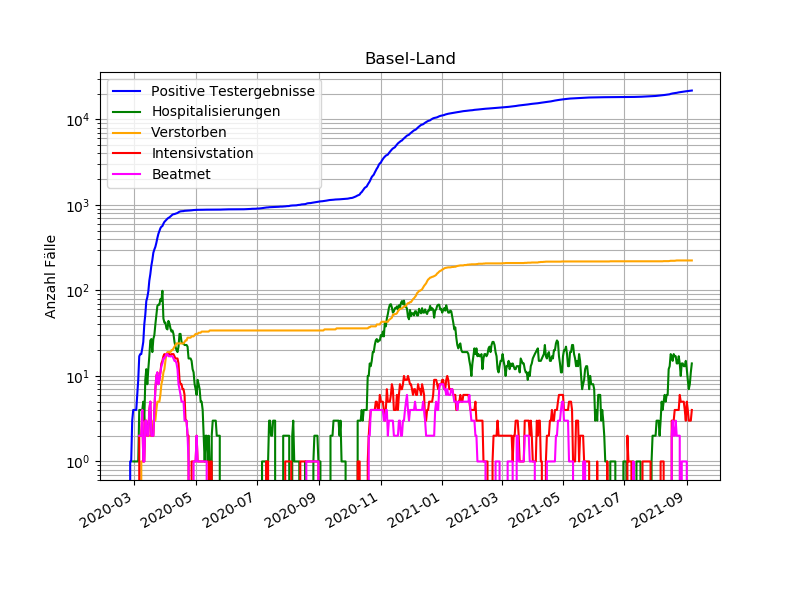 Basel-Land
Positive Testergebnisse
Hospitalisierungen
Verstorben
Intensivstation
Beatmet
Anzahl Fälle
10⁴
10³
10²
10¹
10⁰
2020-03
2020-05
2020-07
2020-09
2020-11
2021-01
2021-03
2021-05
2021-07
2021-09